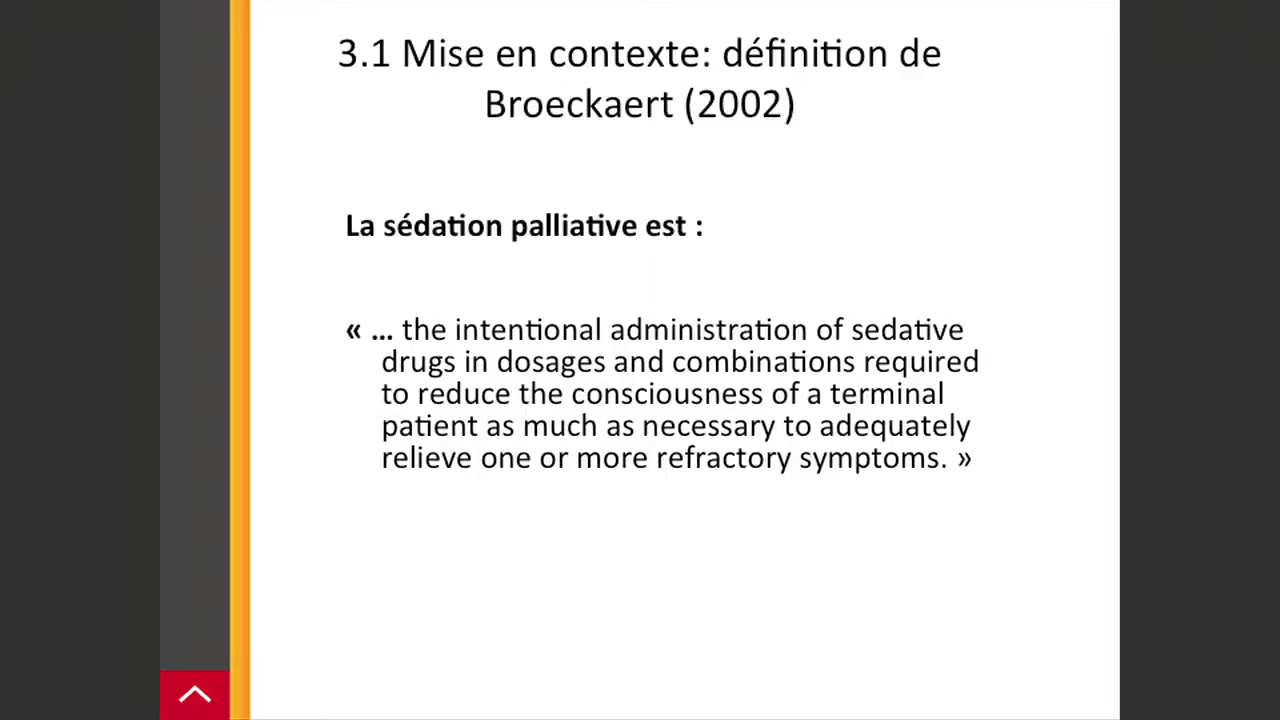 3.1 Mise en contexte: définition de
Broeckaert (2002)
La sédation palliative est :
« … the intentional administration of sedative
drugs in dosages and combinations required
to reduce the consciousness of a terminal
patient as much as necessary to adequately
relieve one or more refractory symptoms. »